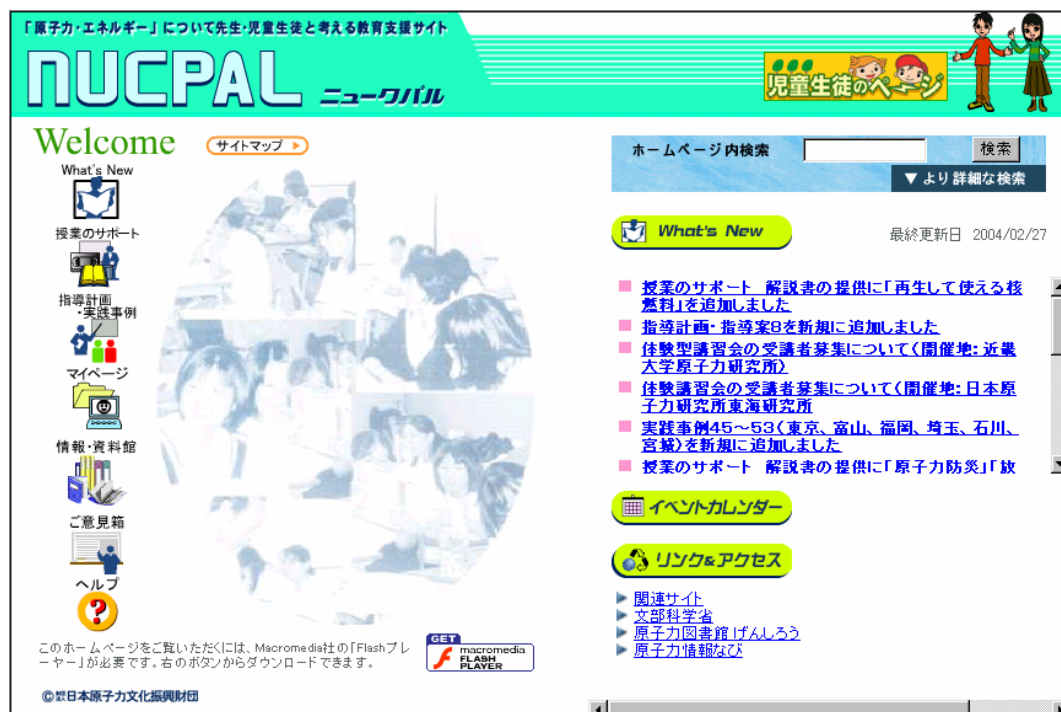 「原子力・エネルギー」について先生・児童生徒と考える教育支援サイト
NUCPAL ニュークパル
児童生徒のページ
Welcome
サイトマップ
What's New
授業のサポート
指導計画
・実践事例
マイページ
情報・資料館
ご意見箱
ヘルプ
このホームページをご覧いただくには、Macromedia社の「Flashプレ
ーヤー」が必要です。右のボタンからダウンロードできます。
GET
macromedia
FLASH
PLAYER
©財団法人日本原子力文化振興財団
ホームページ内検索
検索
▼より詳細な検索
What's New
最終更新日 2004/02/27
授業のサポート 解説書の提供に「再生して使える核
燃料」を追加しました
指導計画・指導案8を新規に追加しました
体験型講習会の受講者募集について(開催地:近畿
大学原子力研究所)
体験講習会の受講者募集について(開催地:日本原
子力研究所東海研究所
実践事例45～53(東京、富山、福岡、埼玉、石川、
宮城)を新規に追加しました
授業のサポート 解説書の提供に「原子力防災」「放
イベントカレンダー
リンク&アクセス
関連サイト
文部科学省
原子力図書館 げんしろう
原子力情報なび